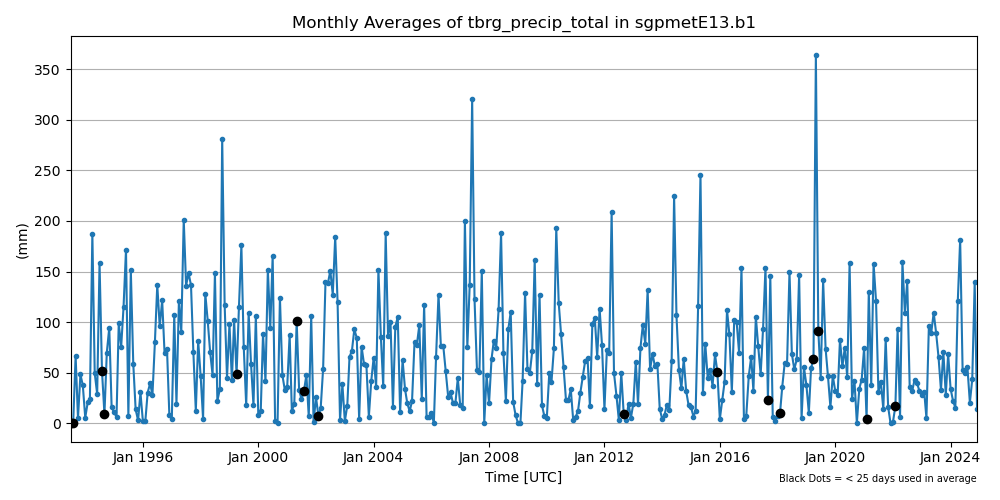 Monthly Averages of tbrg_precip_total in sgpmetE13.b1
350
300
250
200
150
100
50
0
(mm)
Jan 1996
Jan 2000
Jan 2004
Jan 2008
Jan 2012
Jan 2016
Jan 2020
Jan 2024
Time [UTC]
Black Dots = < 25 days used in average